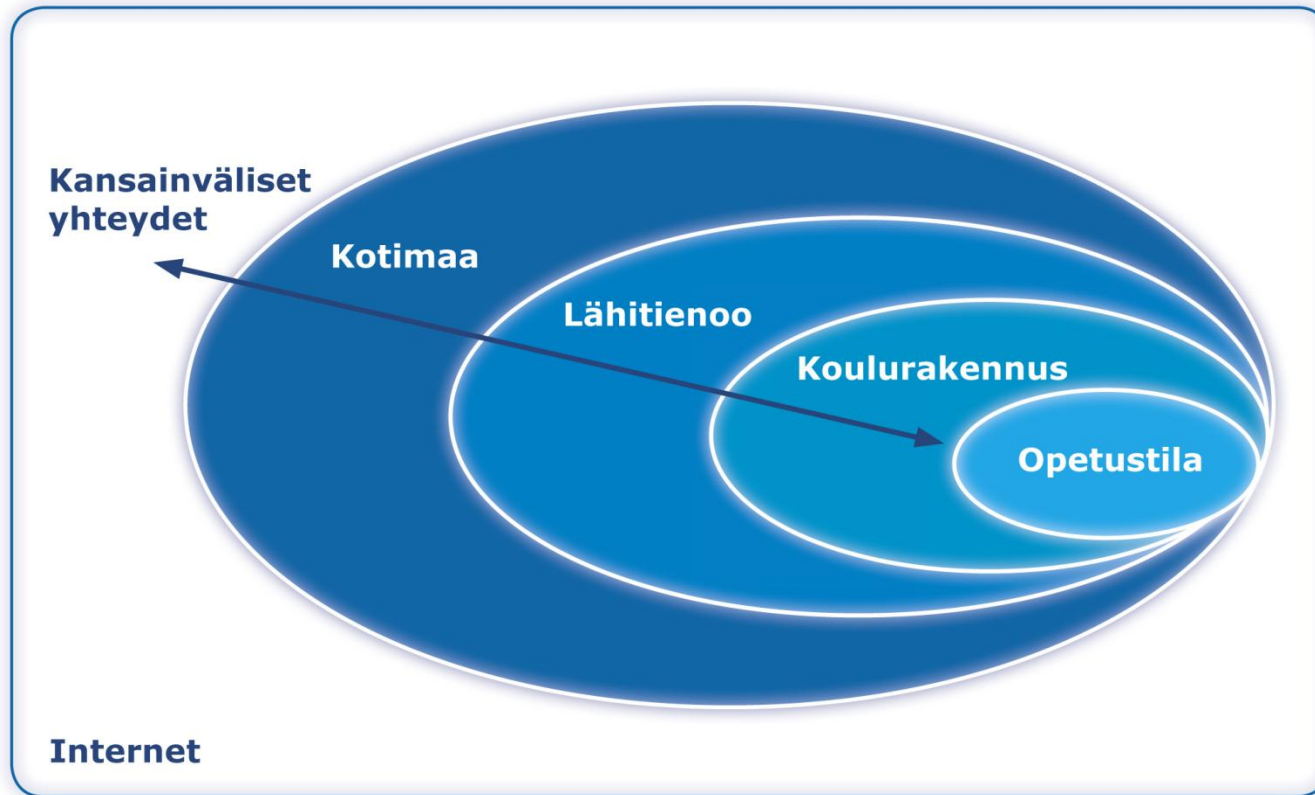 Kansainväliset
yhteydet
Kotimaa
Lähitienoo
Koulurakennus
Opetustila
Internet